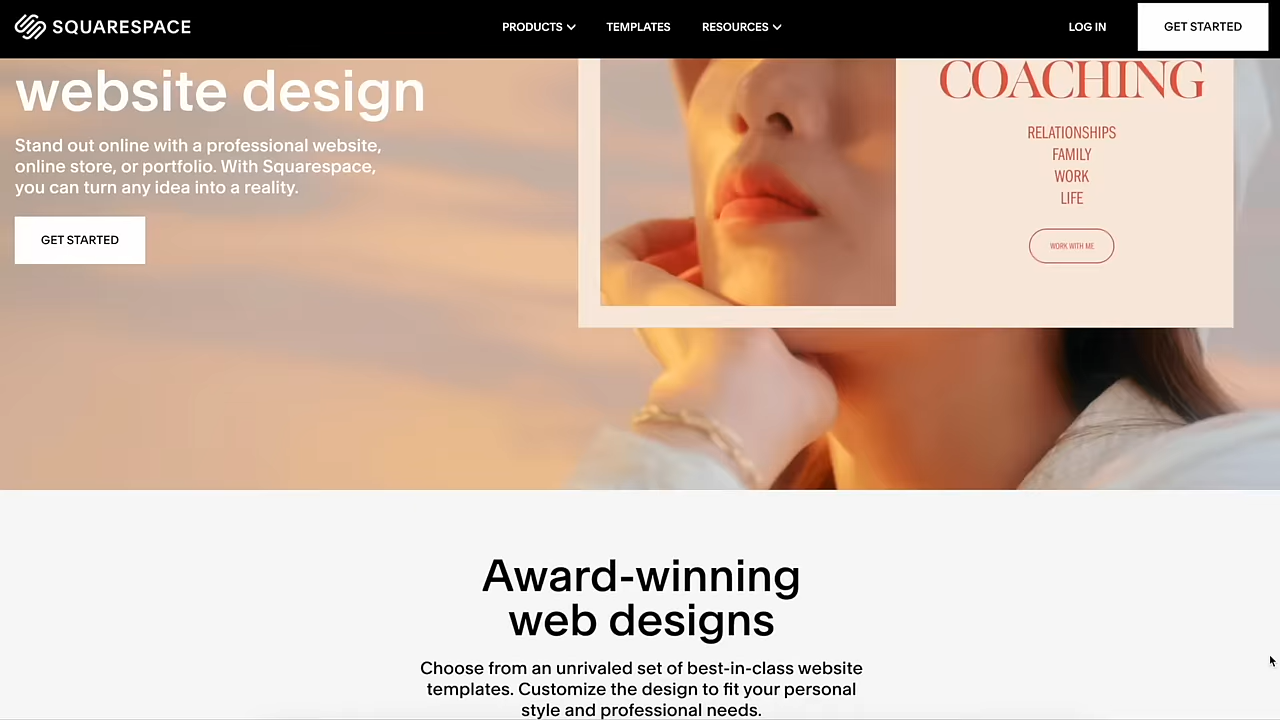 SQUARESPACE
PRODUCTS
TEMPLATES
RESOURCES
LOG IN
GET STARTED
website design
Stand out online with a professional website,
online store, or portfolio. With Squarespace,
you can turn any idea into a reality.
GET STARTED
COACHING
RELATIONSHIPS
FAMILY
WORK
LIFE
WORK WITH ME
Award-winning
web designs
Choose from an unrivaled set of best-in-class website
templates. Customize the design to fit your personal
style and professional needs.